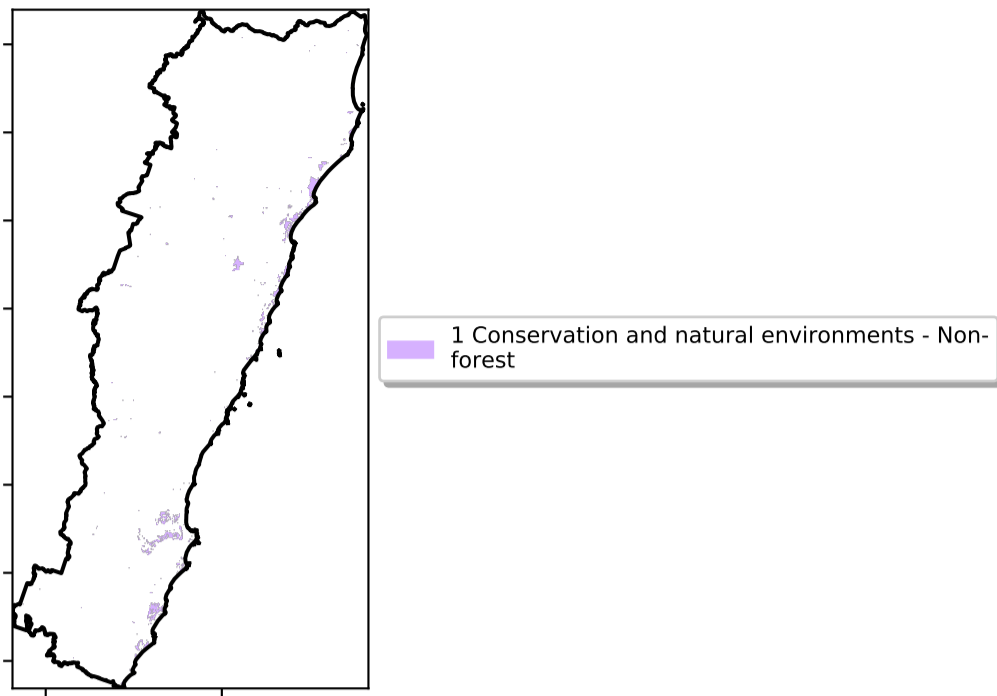 1 Conservation and natural environments - Non-
forest